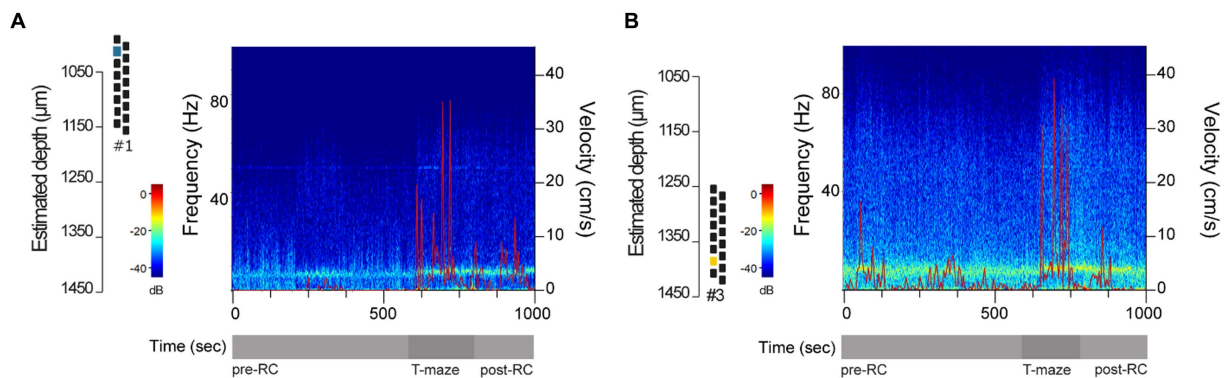 A
Estimated depth (µm)
1050
1150
1250
1350
1450
#1
0
-20
-40
dB
Frequency (Hz)
80
40
Velocity (cm/s)
40
30
20
10
0
0
500
1000
Time (sec)
pre-RC
T-maze
post-RC
B
Estimated depth (µm)
1050
1150
1250
1350
1450
#3
0
-20
-40
dB
Frequency (Hz)
80
40
Velocity (cm/s)
40
30
20
10
0
0
500
1000
Time (sec)
pre-RC
T-maze
post-RC